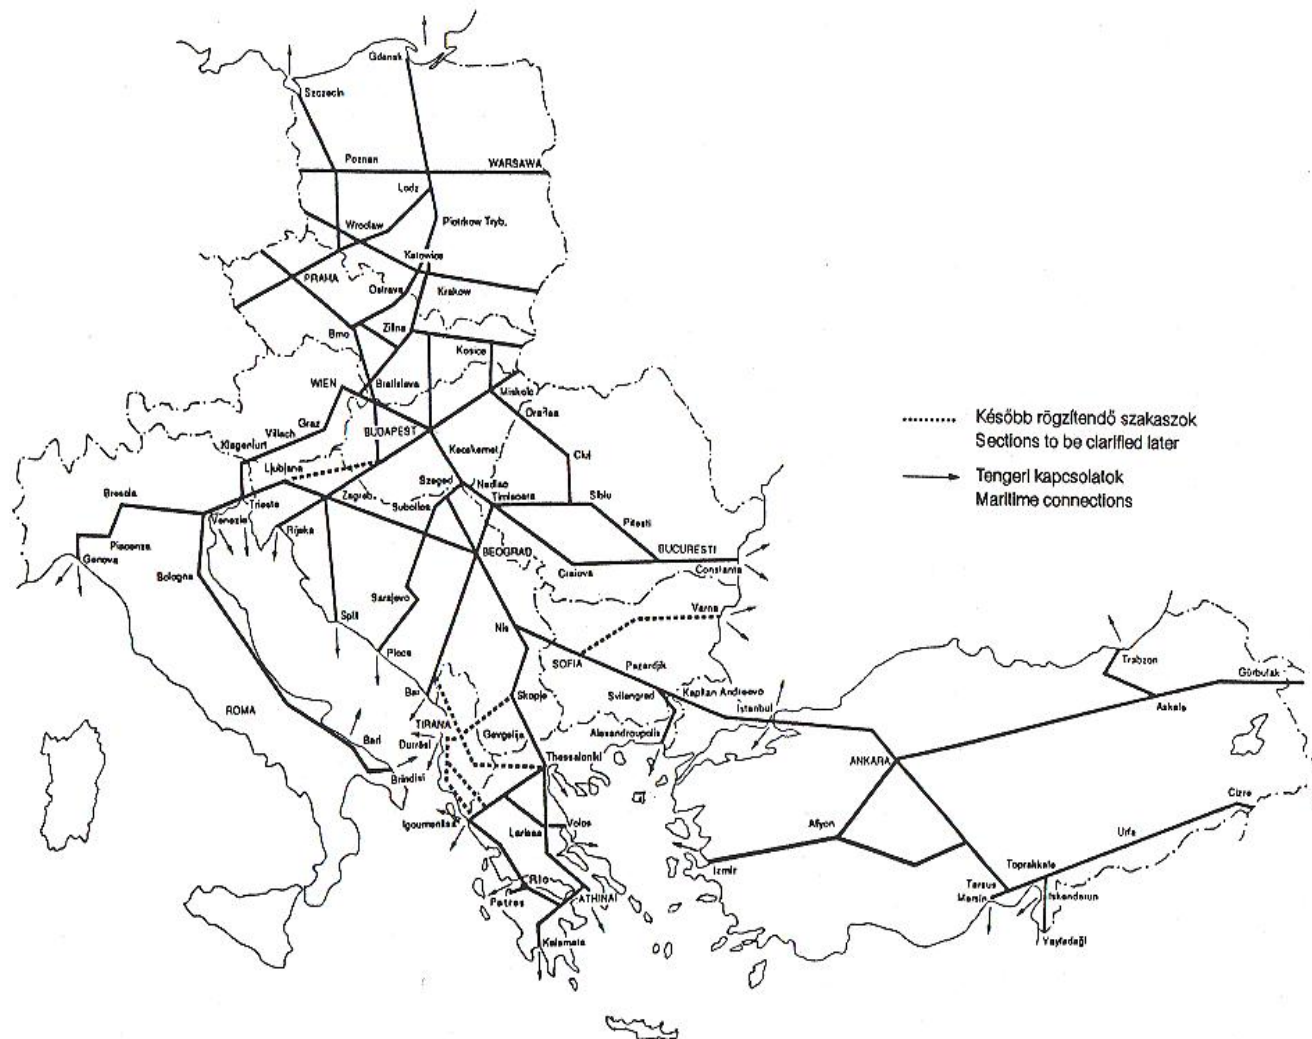 Gdansk
Szczecin
Poznan
WARSAWA
Lodz
Wroclaw
Piotrkow Tryb.
Katowice
PRAHA
Ostrava
Krakow
Brno
Zilina
Kosice
WIEN
Bratislava
Miskolc
Graz
Villach
BUDAPEST
Klagenfurt
Kecskemet
Cluj
Ljubljana
Szeged
Nadlac
Brescia
Trieste
Zagreb
Timisoara
Sibiu
Venezia
Subotica
Rijeka
Pitesti
Piacenza
BEOGRAD
BUCURESTI
Genova
Bologna
Craiova
Constanta
Sarajevo
Split
Varna
Nis
Ploce
SOFIA
Pazardjik
Trabzon
Gürbulak
Bar
Skopje
Svilengrad
Kapitan Andreevo
Istanbul
Askale
ROMA
TIRANA
Gevgelija
Alexandroupolis
Bari
Durrësi
Thessaloniki
ANKARA
Brindisi
Cizre
Igoumenitsa
Larissa
Volos
Afyon
Urfa
Izmir
Toprakkale
Rio
Tarsus
Patras
ATHINAI
Mersin
Iskenderun
Kalamata
Yayladaği
Később rögzítendő szakaszok
Sections to be clarified later
Tengeri kapcsolatok
Maritime connections